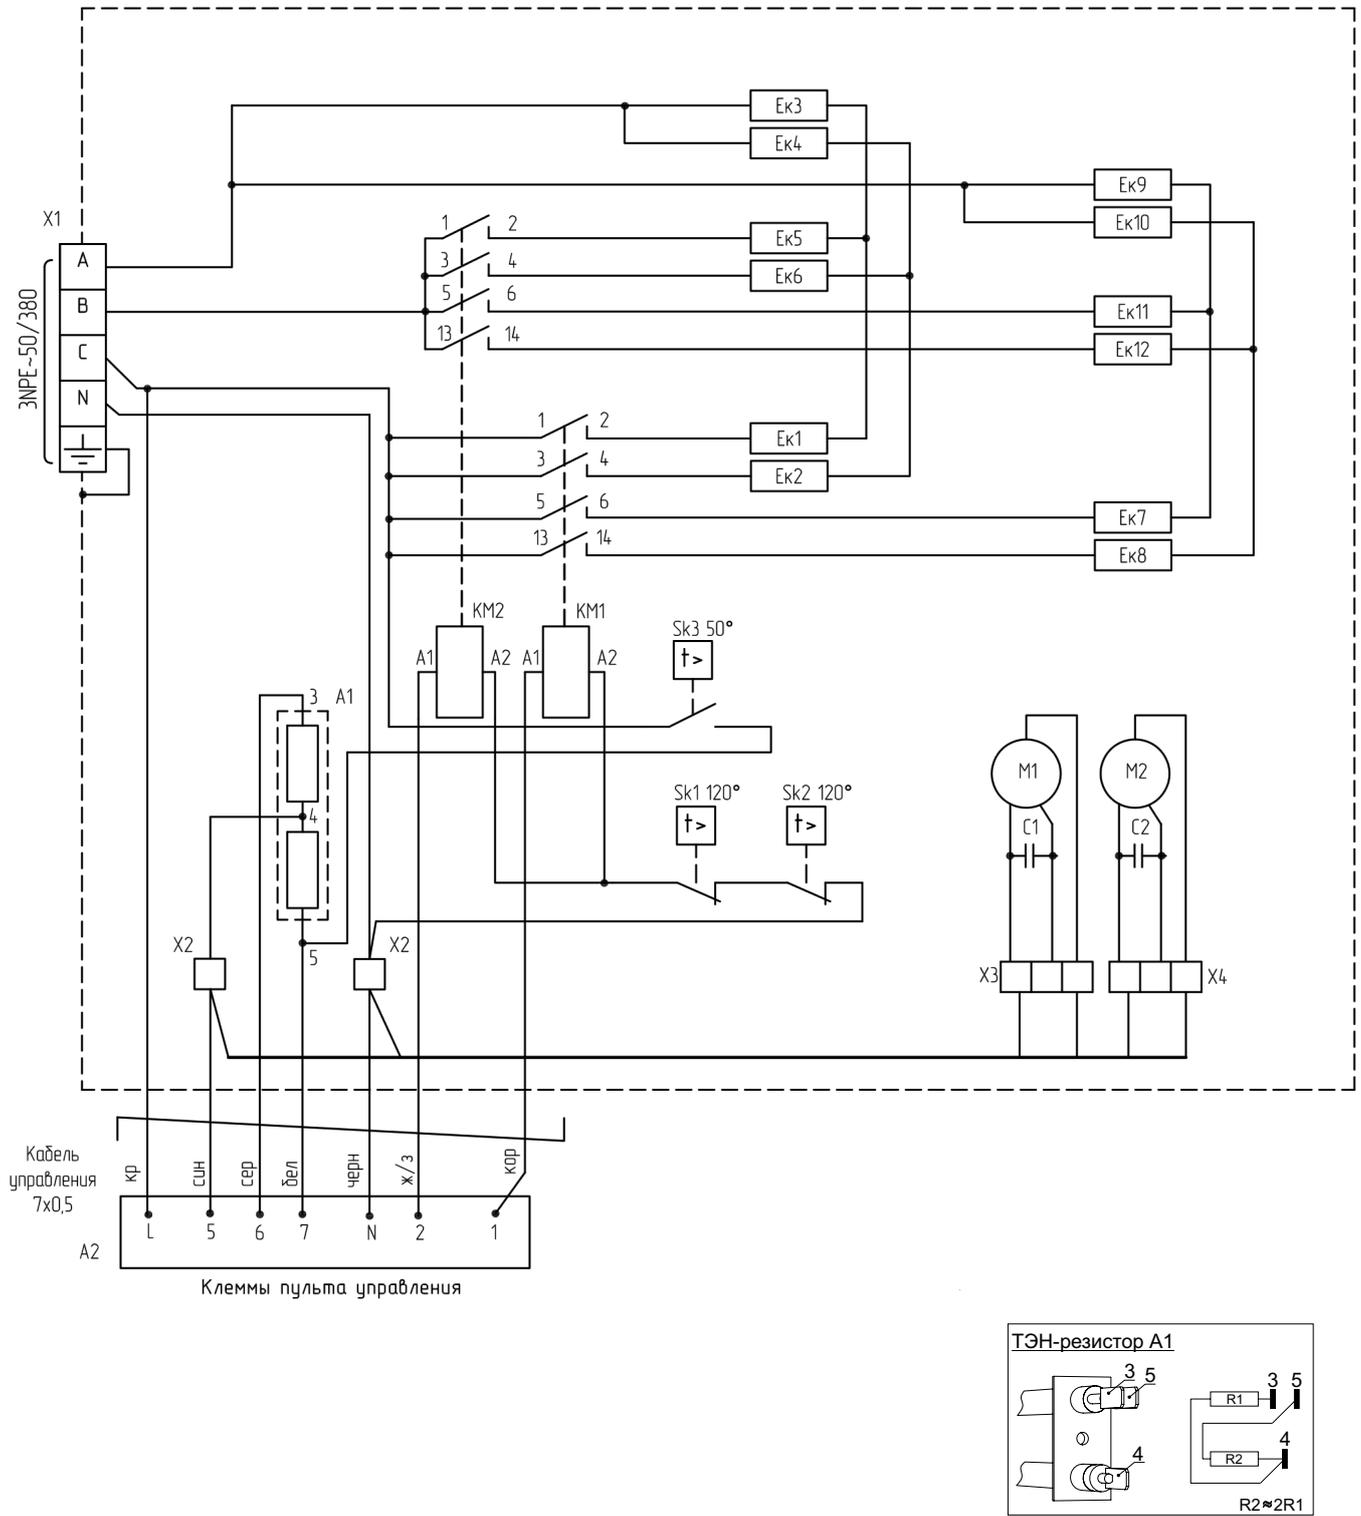 Ек3
Ек4
Ек9
X1
Ек10
1 2
Ек5
A
3 4
Ек6
5 6
B
Ек11
13 14
Ек12
3NPE~50/380
C
N
1 2
Ек1
3 4
Ек2
5 6
Ек7
13 14
Ек8
КМ2
КМ1
Sk3 50°
A1
A2
A1
A2
t>
3
A1
M1
M2
Sk1 120°
Sk2 120°
4
t>
t>
C1
C2
X2
X2
5
X3
X4
Кабель
управления
7х0,5
кр
син
сер
бел
черн
ж/з
кор
L 5 6 7 N 2 1
A2
Клеммы пульта управления
ТЭН-резистор А1
3
5
3 5
R1
4
4
R2
R2≈2R1